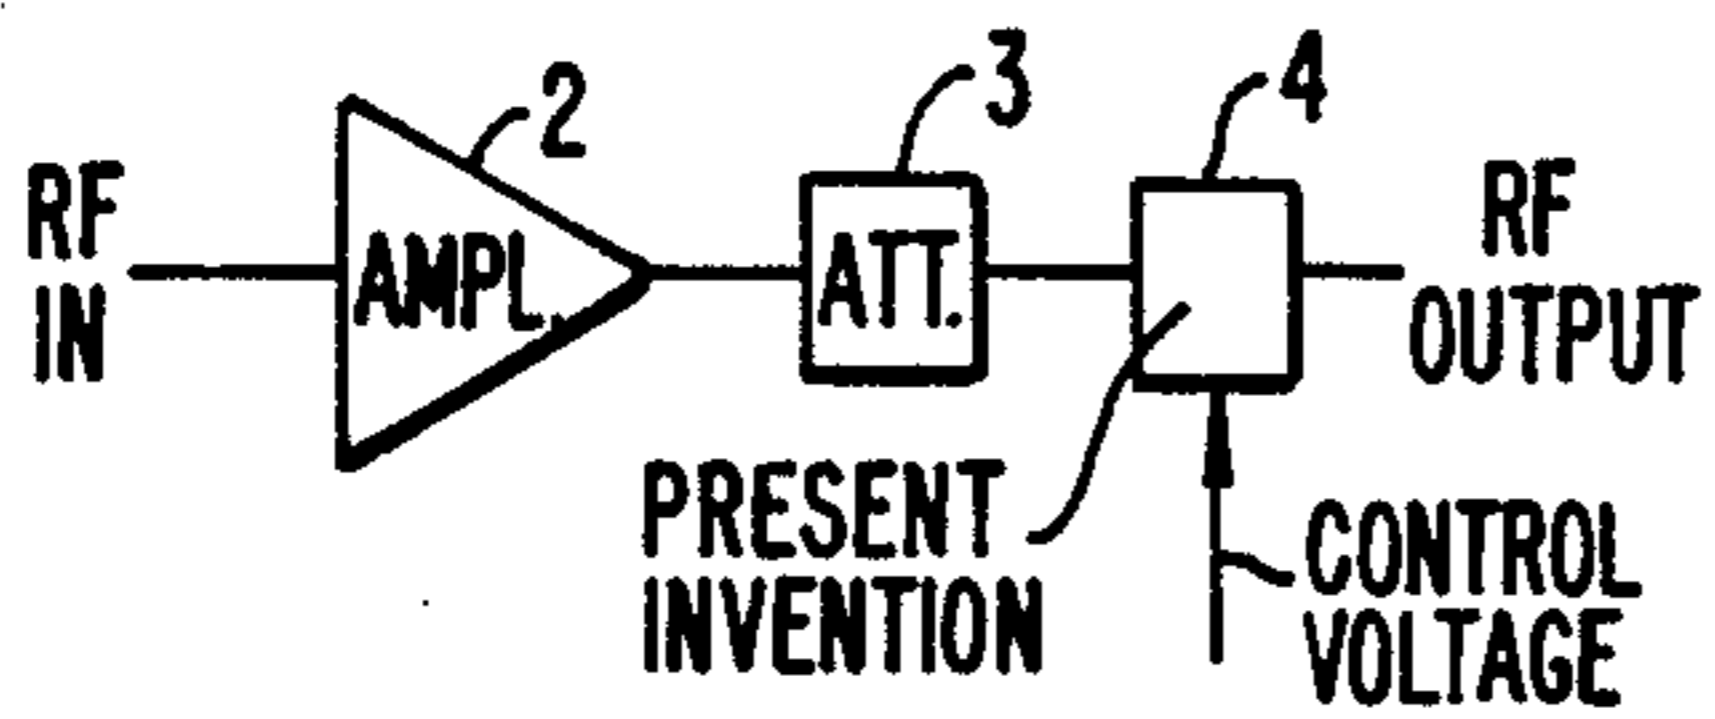 RF
IN
AMPL.
2
ATT.
3
4
RF
OUTPUT
PRESENT
INVENTION
CONTROL
VOLTAGE